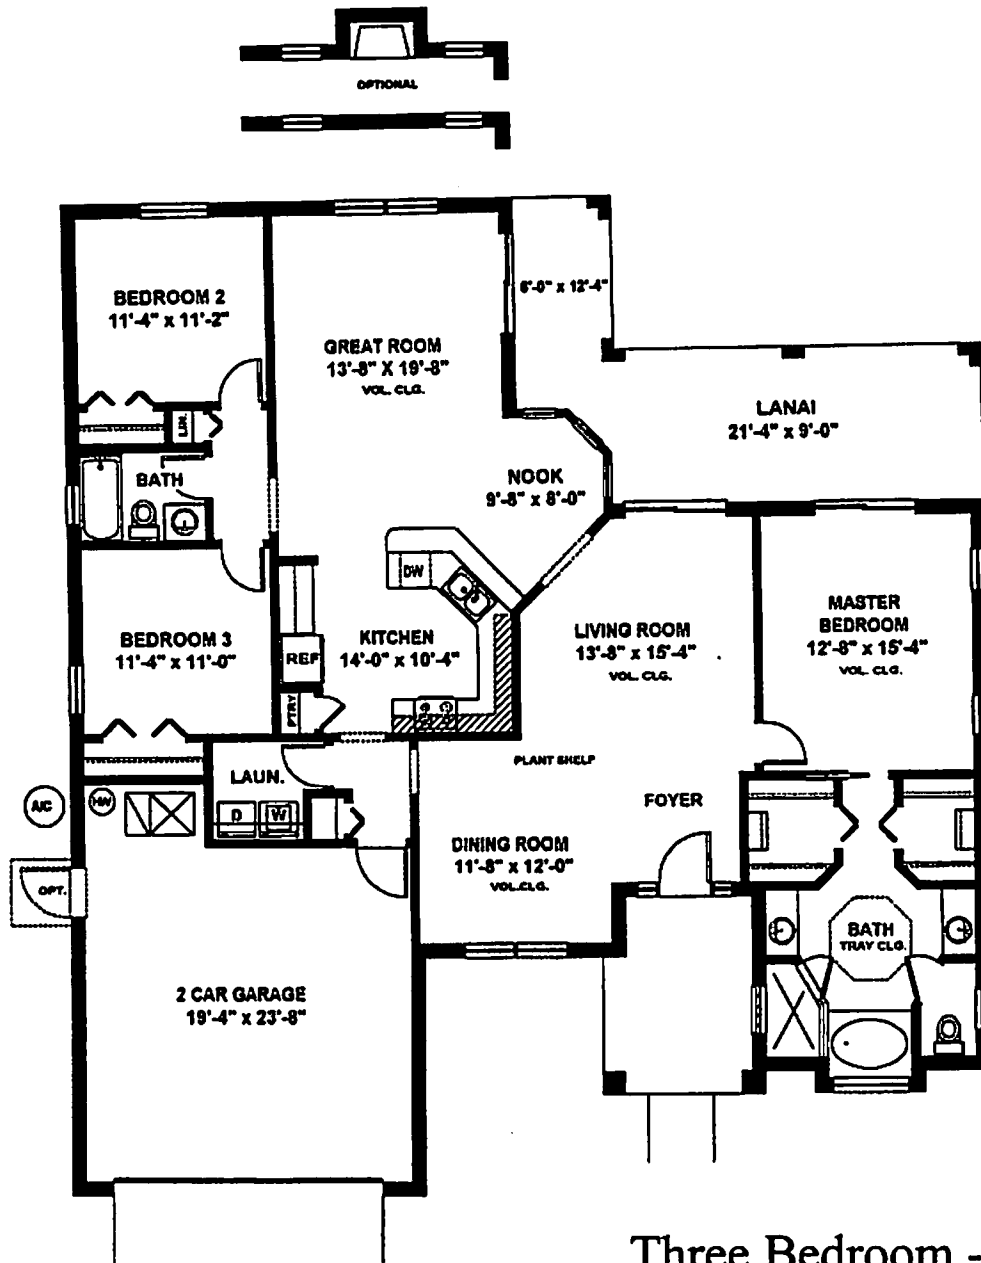 OPTIONAL
BEDROOM 2
11'-4" x 11'-2"
GREAT ROOM
13'-8" X 19'-8"
VOL. CLG.
6'-0" x 12'-4"
LANAI
21'-4" x 9'-0"
LIN.
BATH
NOOK
9'-8" x 8'-0"
DW
BEDROOM 3
11'-4" x 11'-0"
REF
KITCHEN
14'-0" x 10'-4"
PTRY
LIVING ROOM
13'-8" x 15'-4"
VOL. CLG.
MASTER
BEDROOM
12'-8" x 15'-4"
VOL. CLG.
PLANT SHELF
LAUN.
D
W
A/C
HW
FOYER
DINING ROOM
11'-8" x 12'-0"
VOL.CLG.
OPT.
BATH
TRAY CLG.
2 CAR GARAGE
19'-4" x 23'-8"
Three Bedroom -